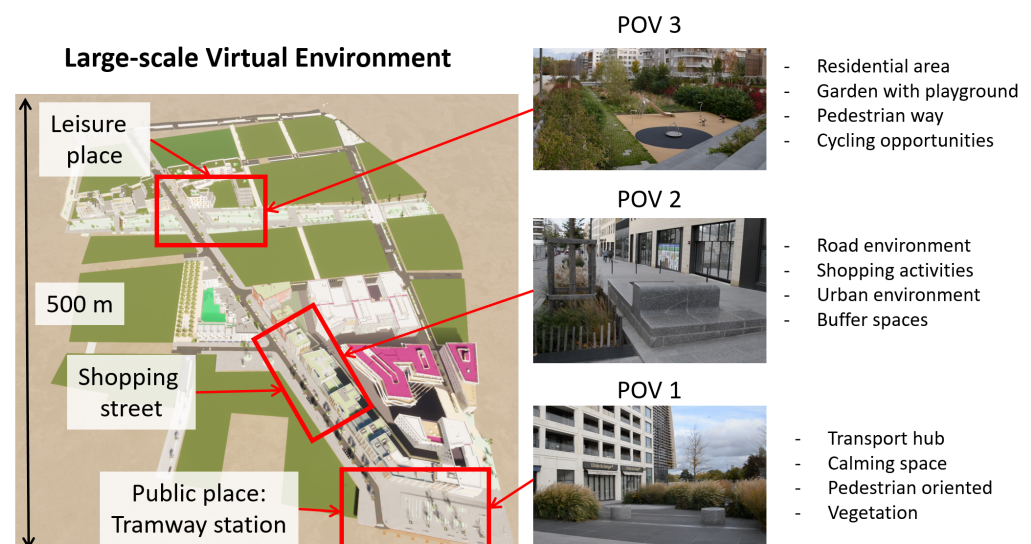 Large-scale Virtual Environment
Leisure
place
500 m
Shopping
street
Public place:
Tramway station
POV 3
- Residential area
- Garden with playground
- Pedestrian way
- Cycling opportunities
POV 2
- Road environment
- Shopping activities
- Urban environment
- Buffer spaces
POV 1
- Transport hub
- Calming space
- Pedestrian oriented
- Vegetation